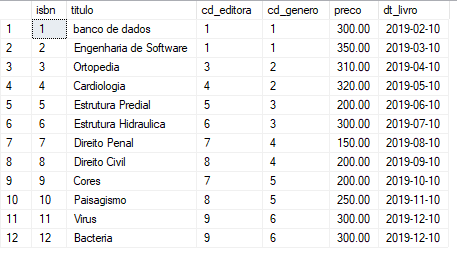 isbn titulo cd_editora cd_genero preco dt_livro
1 1 banco de dados 1 1 300.00 2019-02-10
2 2 Engenharia de Software 1 1 350.00 2019-03-10
3 3 Ortopedia 3 2 310.00 2019-04-10
4 4 Cardiologia 4 2 320.00 2019-05-10
5 5 Estrutura Predial 5 3 200.00 2019-06-10
6 6 Estrutura Hidraulica 6 3 300.00 2019-07-10
7 7 Direito Penal 7 4 150.00 2019-08-10
8 8 Direito Civil 8 4 200.00 2019-09-10
9 9 Cores 7 5 200.00 2019-10-10
10 10 Paisagismo 8 5 250.00 2019-11-10
11 11 Virus 9 6 300.00 2019-12-10
12 12 Bacteria 9 6 300.00 2019-12-10